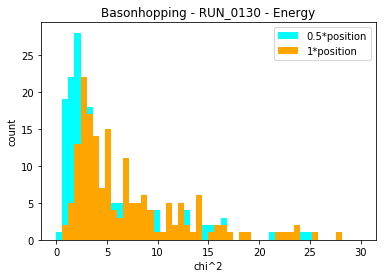 Basonhopping - RUN_0130 - Energy
0.5*position
1*position
count
25
20
15
10
5
0
0 5 10 15 20 25 30
chi^2